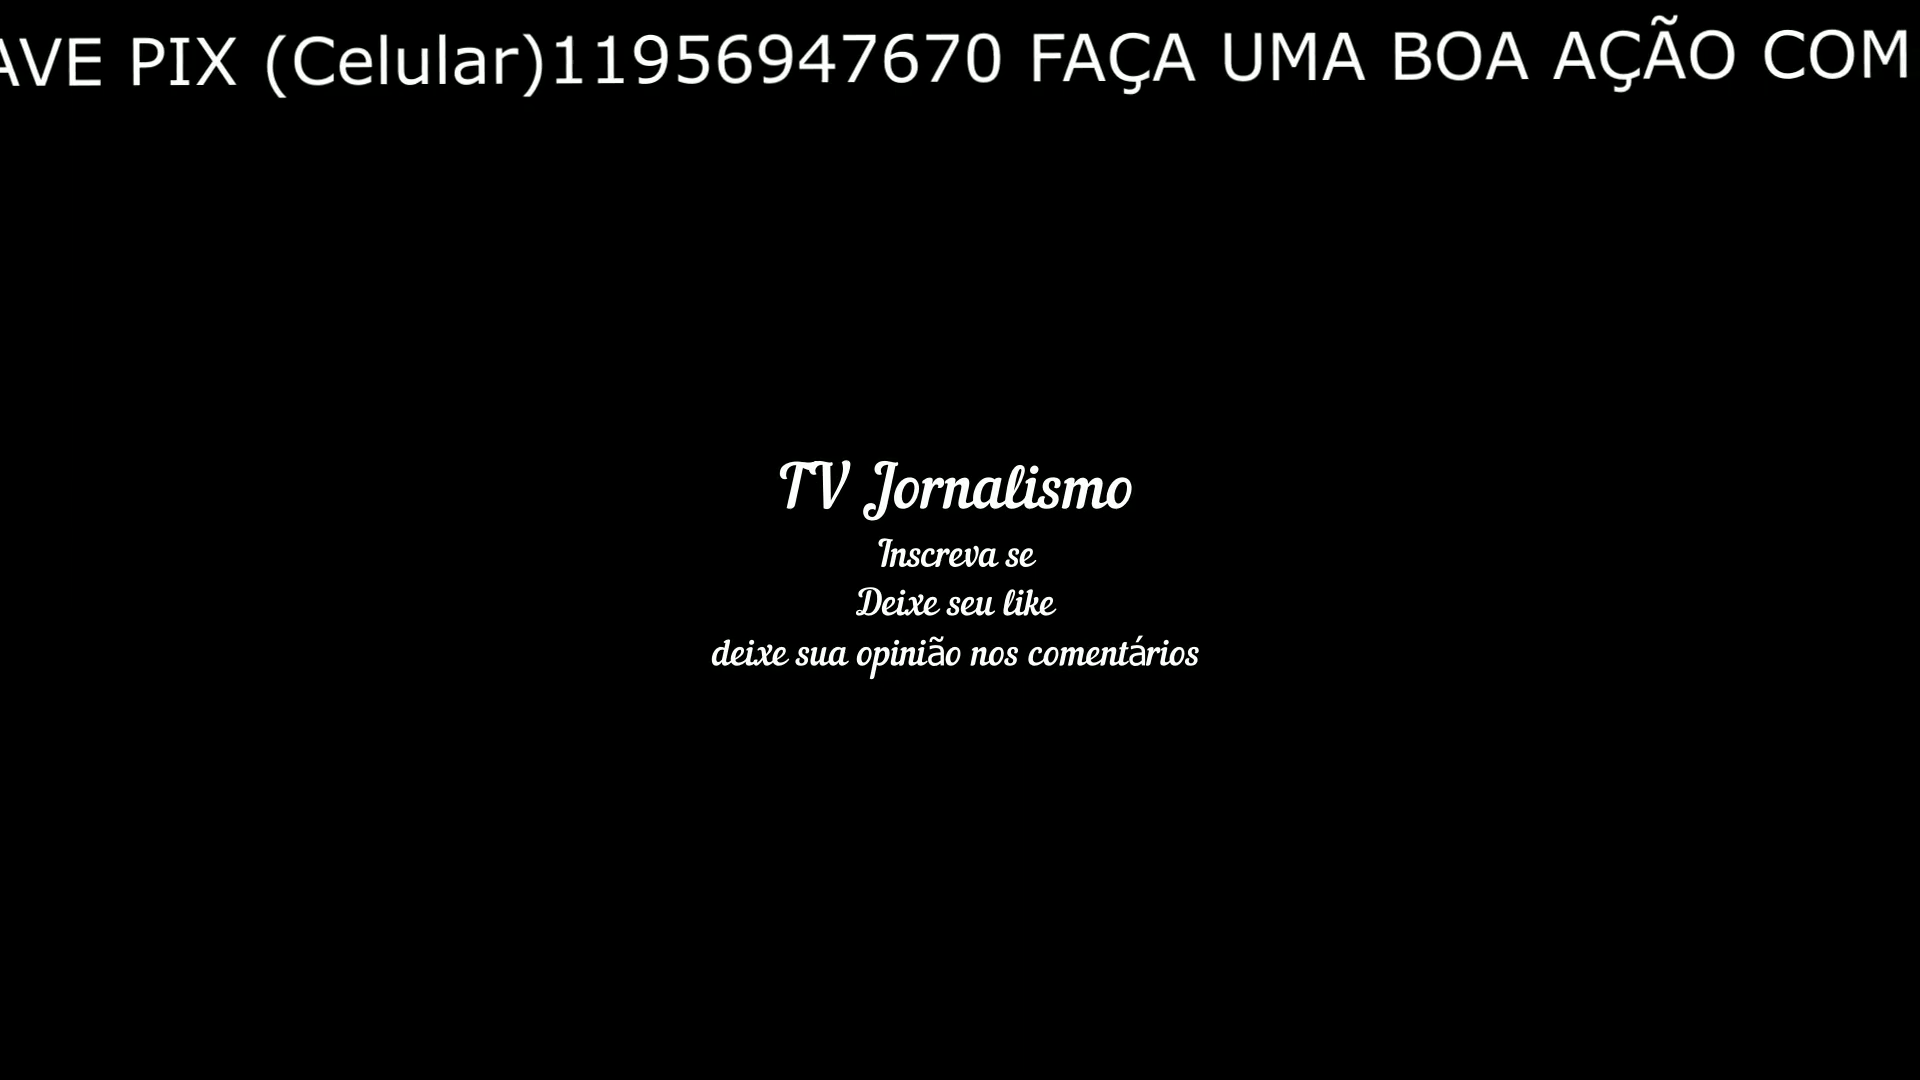 AVE PIX (Celular)11956947670 FAÇA UMA BOA AÇÃO COM
TV Jornalismo
Inscreva se
Deixe seu like
deixe sua opinião nos comentários